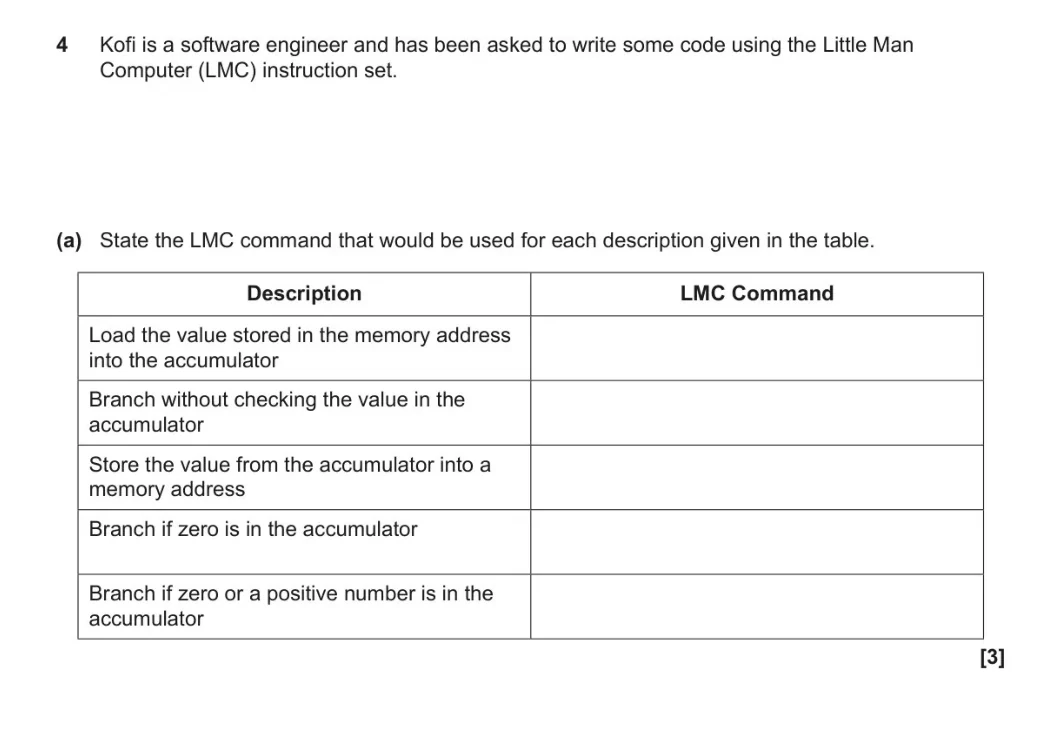 4 Kofi is a software engineer and has been asked to write some code using the Little Man
Computer (LMC) instruction set.
(a) State the LMC command that would be used for each description given in the table.
Description LMC Command
Load the value stored in the memory address
into the accumulator
Branch without checking the value in the
accumulator
Store the value from the accumulator into a
memory address
Branch if zero is in the accumulator
Branch if zero or a positive number is in the
accumulator
[3]